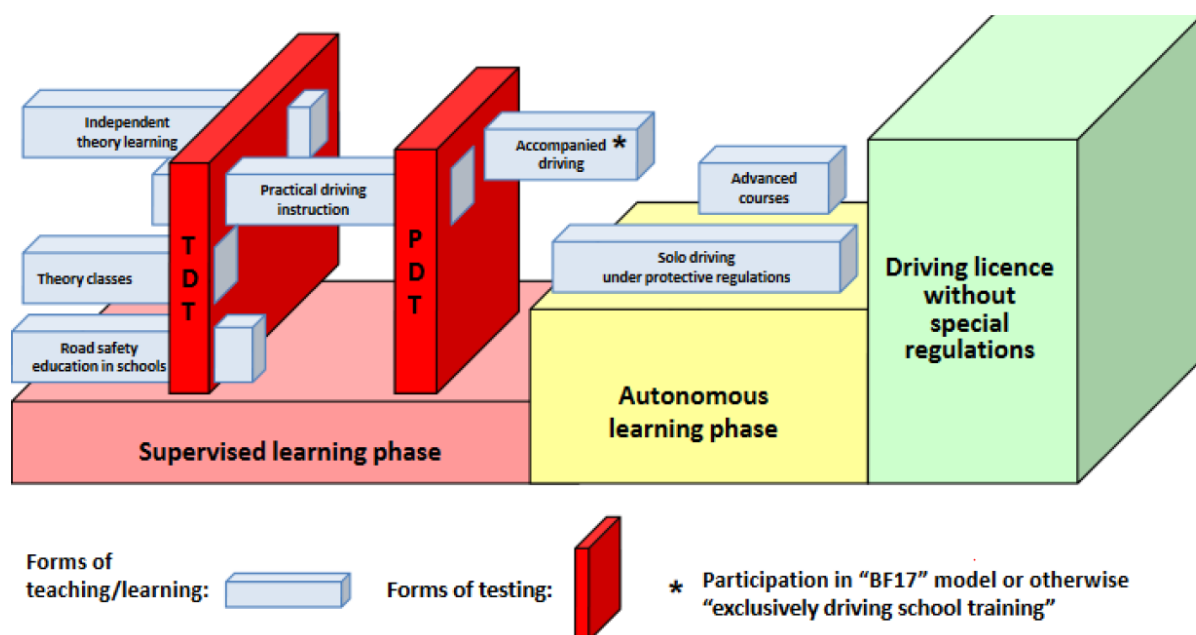 Independent
theory learning
Accompanied *
driving
Practical driving
instruction
Advanced
courses
TDT
PDT
Theory classes
Solo driving
under protective regulations
Driving licence
without
special
regulations
Road safety
education in schools
Autonomous
learning phase
Supervised learning phase
Forms of
teaching/learning:
Forms of testing:
* Participation in “BF17” model or otherwise
“exclusively driving school training”